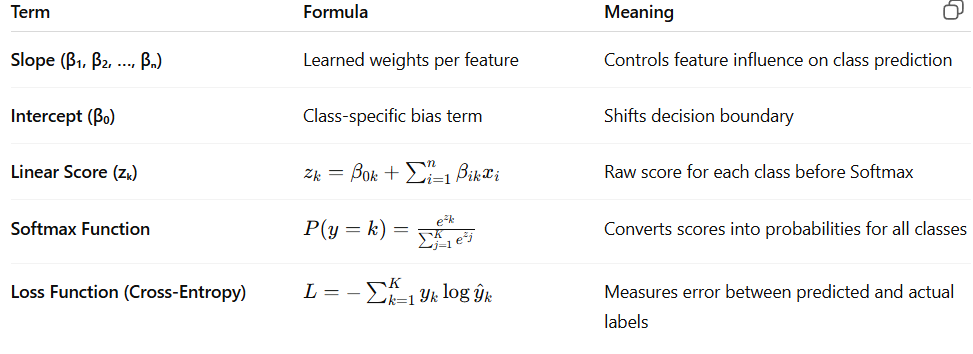 Term Formula Meaning
Slope (β₁, β₂, ..., βₙ) Learned weights per feature Controls feature influence on class prediction
Intercept (β₀) Class-specific bias term Shifts decision boundary
Linear Score (zₖ) $z_k = \beta_{0k} + \sum_{i=1}^{n} \beta_{ik} x_i$ Raw score for each class before Softmax
Softmax Function $P(y = k) = \frac{e^{z_k}}{\sum_{j=1}^{K} e^{z_j}}$ Converts scores into probabilities for all classes
Loss Function (Cross-Entropy) $L = -\sum_{k=1}^{K} y_k \log \hat{y}_k$ Measures error between predicted and actual
labels